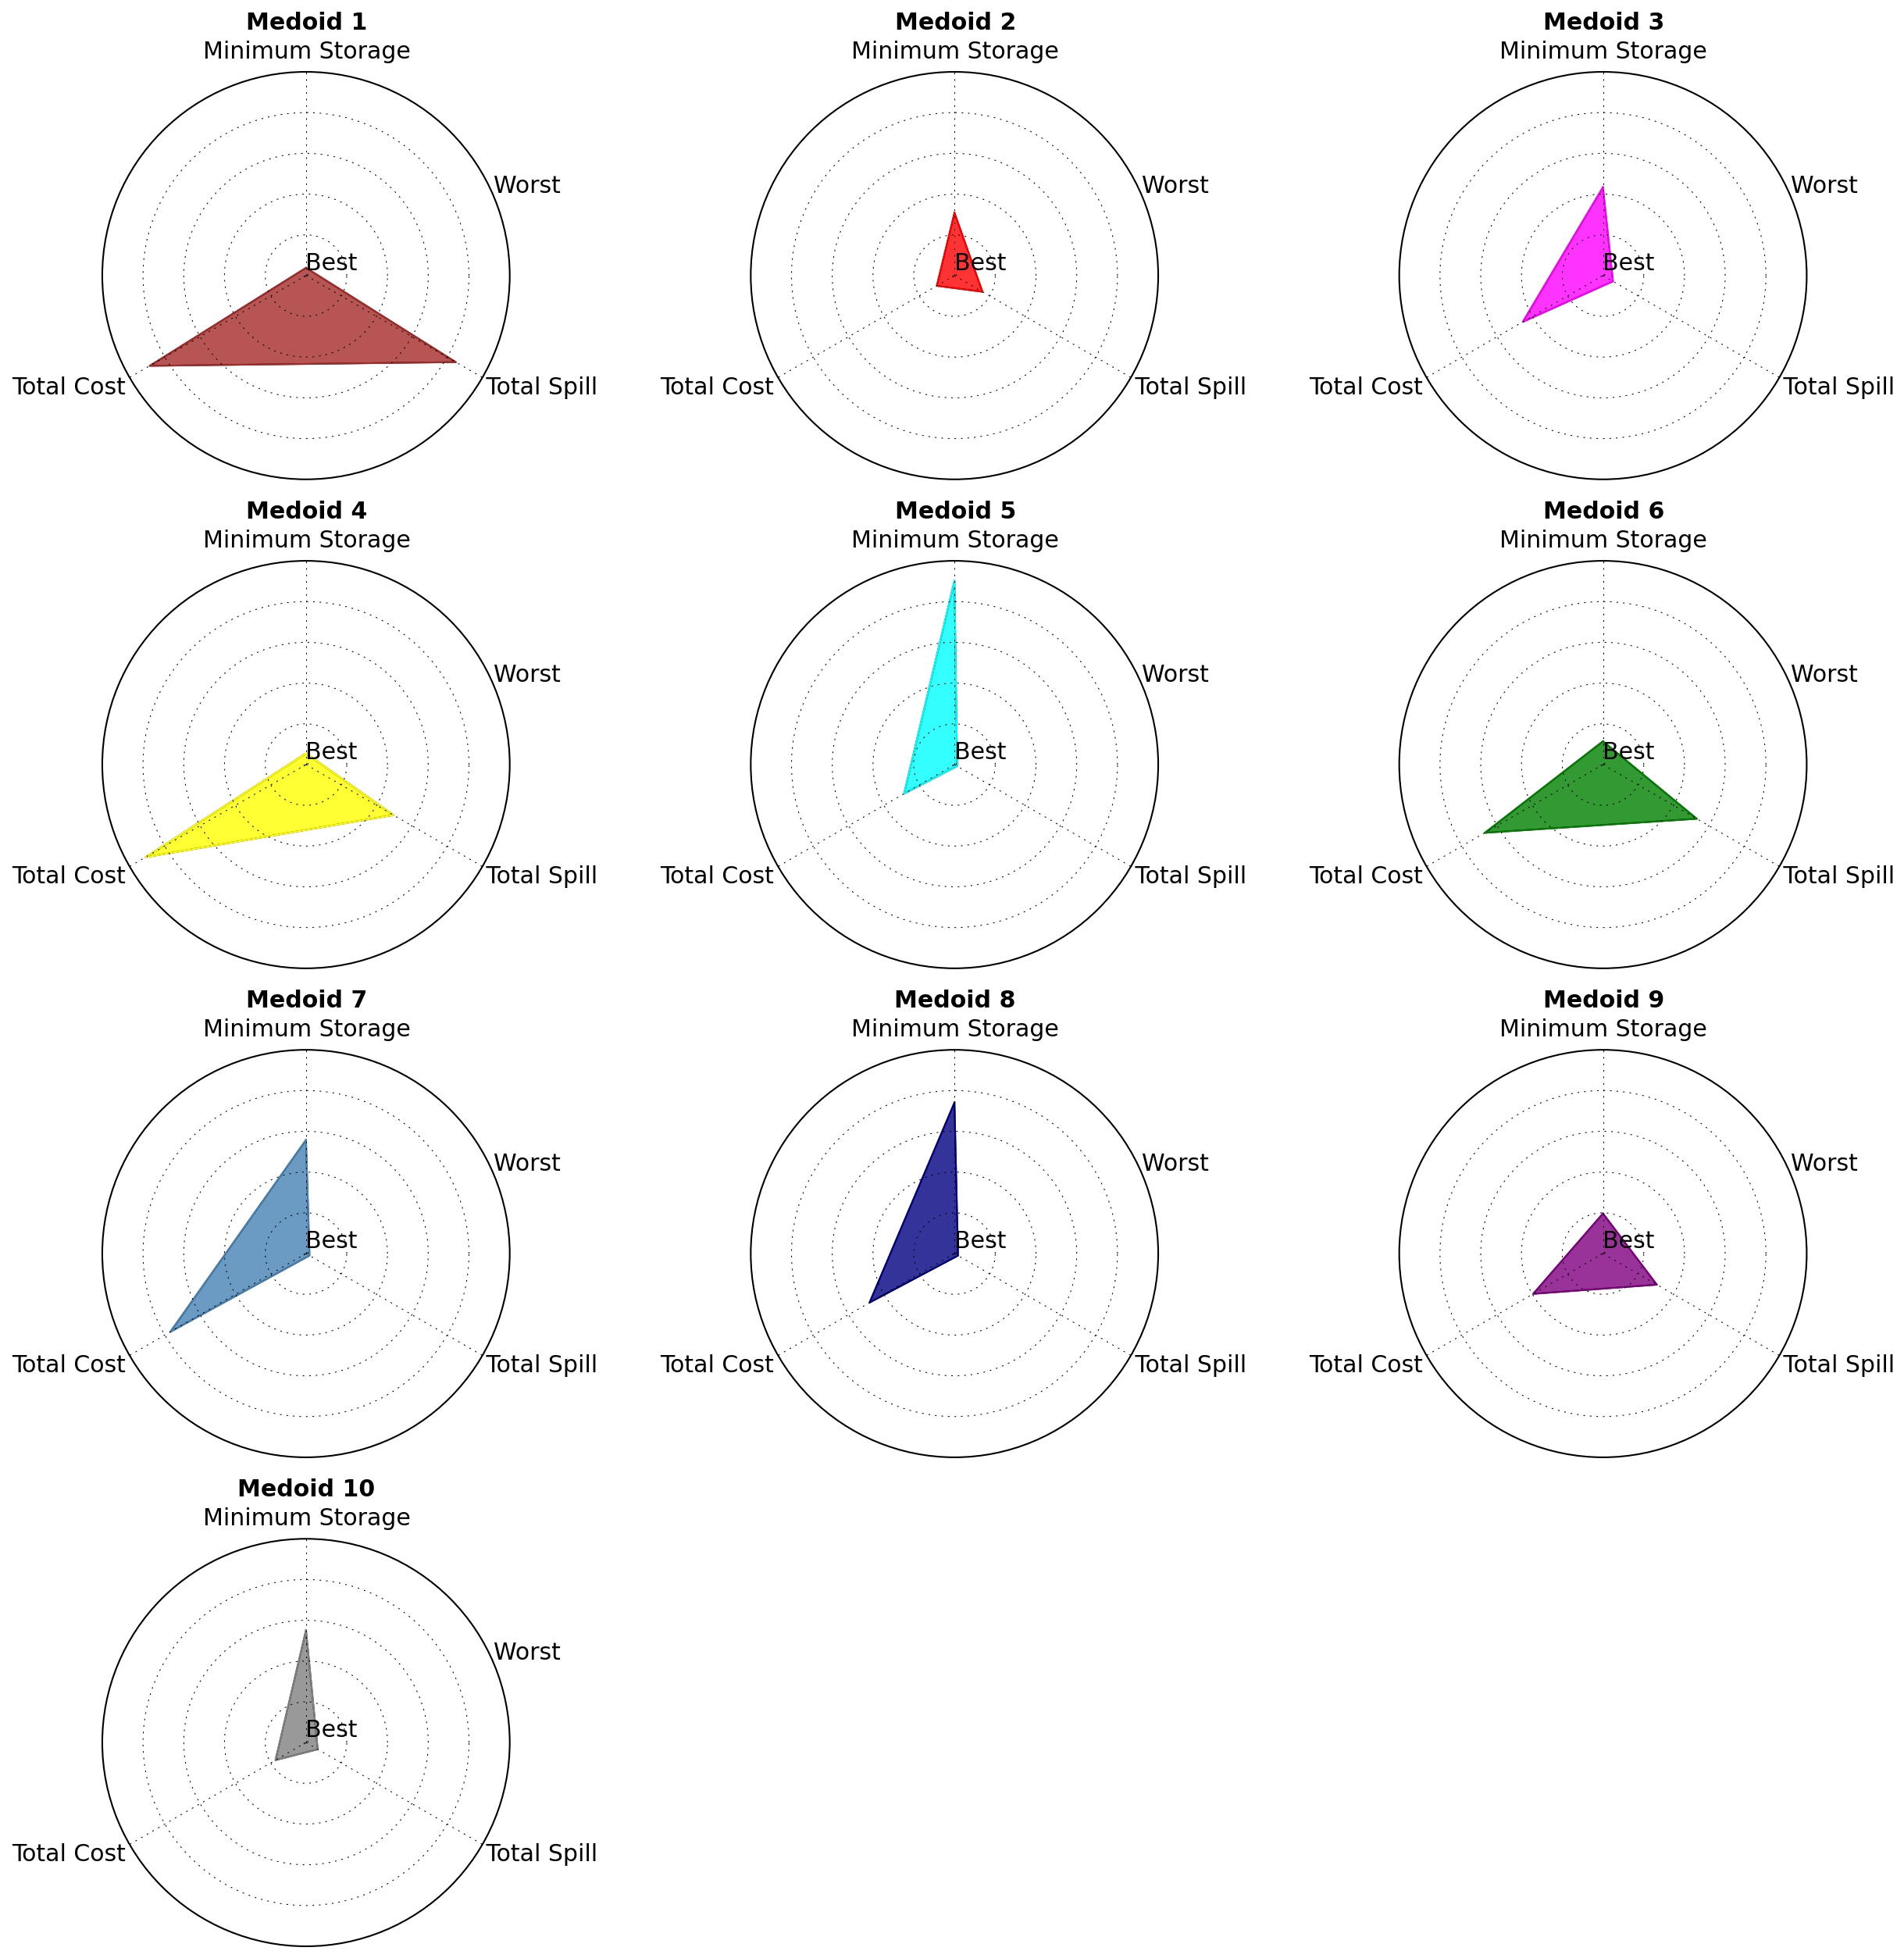 Medoid 1
Minimum Storage
Worst
Best
Total Cost
Total Spill
Medoid 2
Minimum Storage
Worst
Best
Total Cost
Total Spill
Medoid 3
Minimum Storage
Worst
Best
Total Cost
Total Spill
Medoid 4
Minimum Storage
Worst
Best
Total Cost
Total Spill
Medoid 5
Minimum Storage
Worst
Best
Total Cost
Total Spill
Medoid 6
Minimum Storage
Worst
Best
Total Cost
Total Spill
Medoid 7
Minimum Storage
Worst
Best
Total Cost
Total Spill
Medoid 8
Minimum Storage
Worst
Best
Total Cost
Total Spill
Medoid 9
Minimum Storage
Worst
Best
Total Cost
Total Spill
Medoid 10
Minimum Storage
Worst
Best
Total Cost
Total Spill